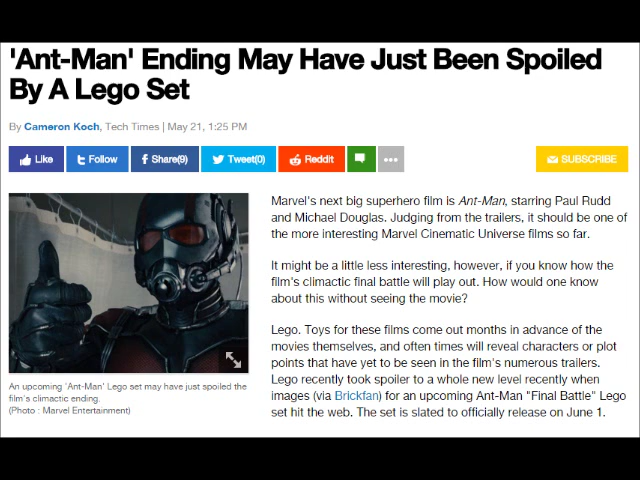 'Ant-Man' Ending May Have Just Been Spoiled
By A Lego Set
By Cameron Koch, Tech Times | May 21, 1:25 PM
Like
Follow
Share(9)
Tweet(0)
Reddit
SUBSCRIBE
An upcoming 'Ant-Man' Lego set may have just spoiled the
film's climactic ending.
(Photo : Marvel Entertainment)
Marvel's next big superhero film is Ant-Man, starring Paul Rudd
and Michael Douglas. Judging from the trailers, it should be one of
the more interesting Marvel Cinematic Universe films so far.
It might be a little less interesting, however, if you know how the
film's climactic final battle will play out. How would one know
about this without seeing the movie?
Lego. Toys for these films come out months in advance of the
movies themselves, and often times will reveal characters or plot
points that have yet to be seen in the film's numerous trailers.
Lego recently took spoiler to a whole new level recently when
images (via Brickfan) for an upcoming Ant-Man "Final Battle" Lego
set hit the web. The set is slated to officially release on June 1.